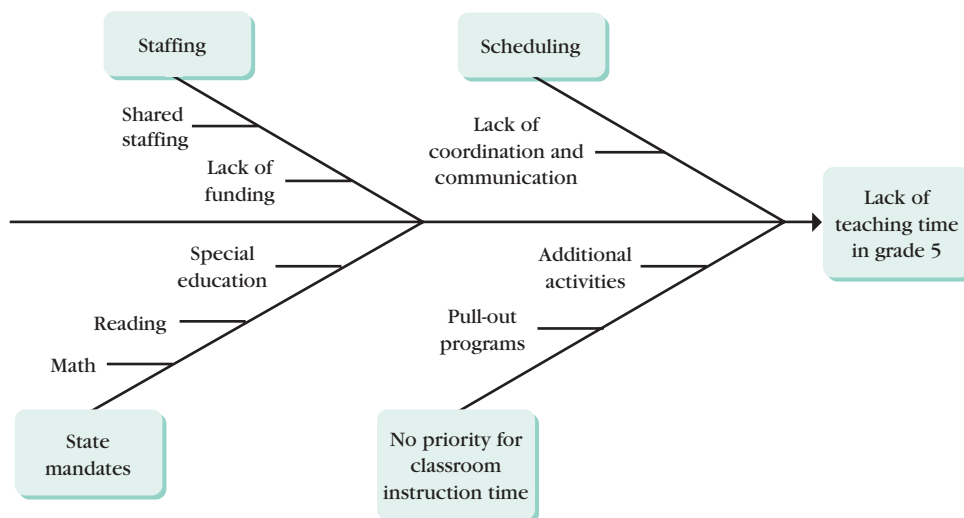 Staffing
Scheduling
Shared
staffing
Lack of
funding
Lack of
coordination and
communication
Lack of
teaching time
in grade 5
Special
education
Reading
Math
Additional
activities
Pull-out
programs
State
mandates
No priority for
classroom
instruction time